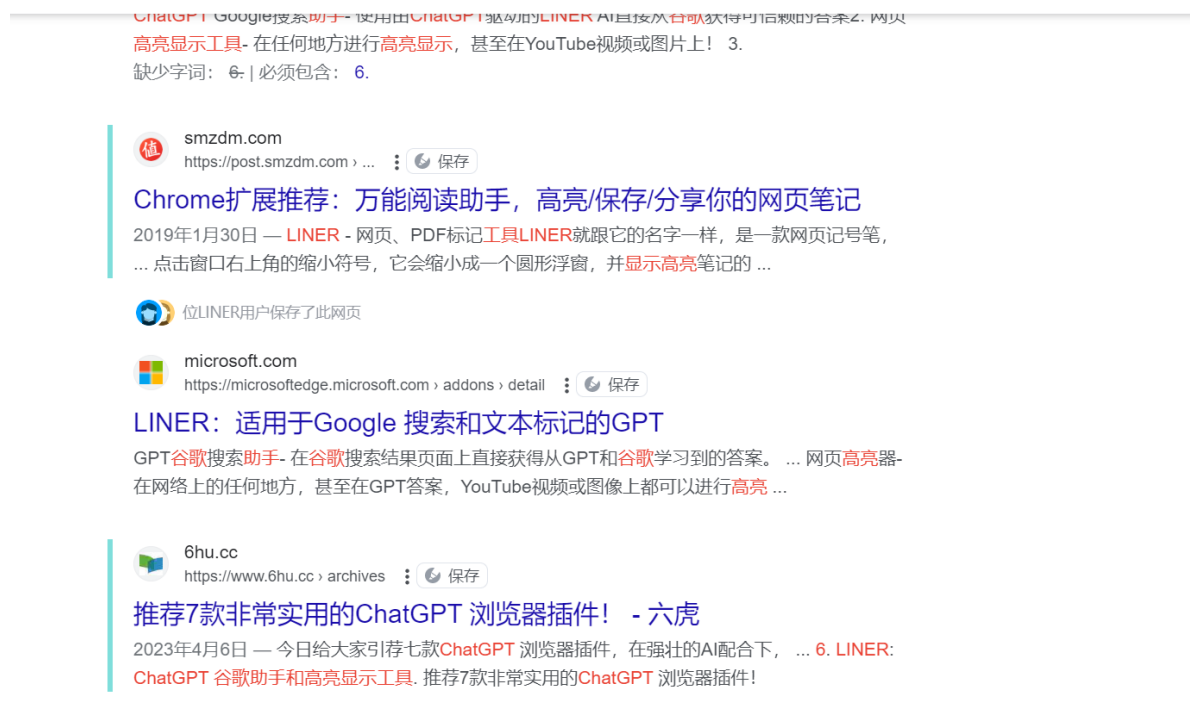 ChatGPT Google搜索助手- 使用由ChatGPT驱动的LINER AI直接从谷歌获得可信赖的答案2. 网页
高亮显示工具- 在任何地方进行高亮显示，甚至在YouTube视频或图片上！ 3.
缺少字词： 6. | 必须包含： 6.
值
smzdm.com
https://post.smzdm.com › ... 保存
Chrome扩展推荐：万能阅读助手，高亮/保存/分享你的网页笔记
2019年1月30日 — LINER - 网页、PDF标记工具LINER就跟它的名字一样，是一款网页记号笔，
... 点击窗口右上角的缩小符号，它会缩小成一个圆形浮窗，并显示高亮笔记的 ...
位LINER用户保存了此网页
microsoft.com
https://microsoftedge.microsoft.com › addons › detail 保存
LINER：适用于Google 搜索和文本标记的GPT
GPT谷歌搜索助手- 在谷歌搜索结果页面上直接获得从GPT和谷歌学习到的答案。 ... 网页高亮器-
在网络上的任何地方，甚至在GPT答案，YouTube视频或图像上都可以进行高亮 ...
6hu.cc
https://www.6hu.cc › archives 保存
推荐7款非常实用的ChatGPT 浏览器插件！ - 六虎
2023年4月6日 — 今日给大家引荐七款ChatGPT 浏览器插件，在强壮的AI配合下， ... 6. LINER:
ChatGPT 谷歌助手和高亮显示工具. 推荐7款非常实用的ChatGPT 浏览器插件！